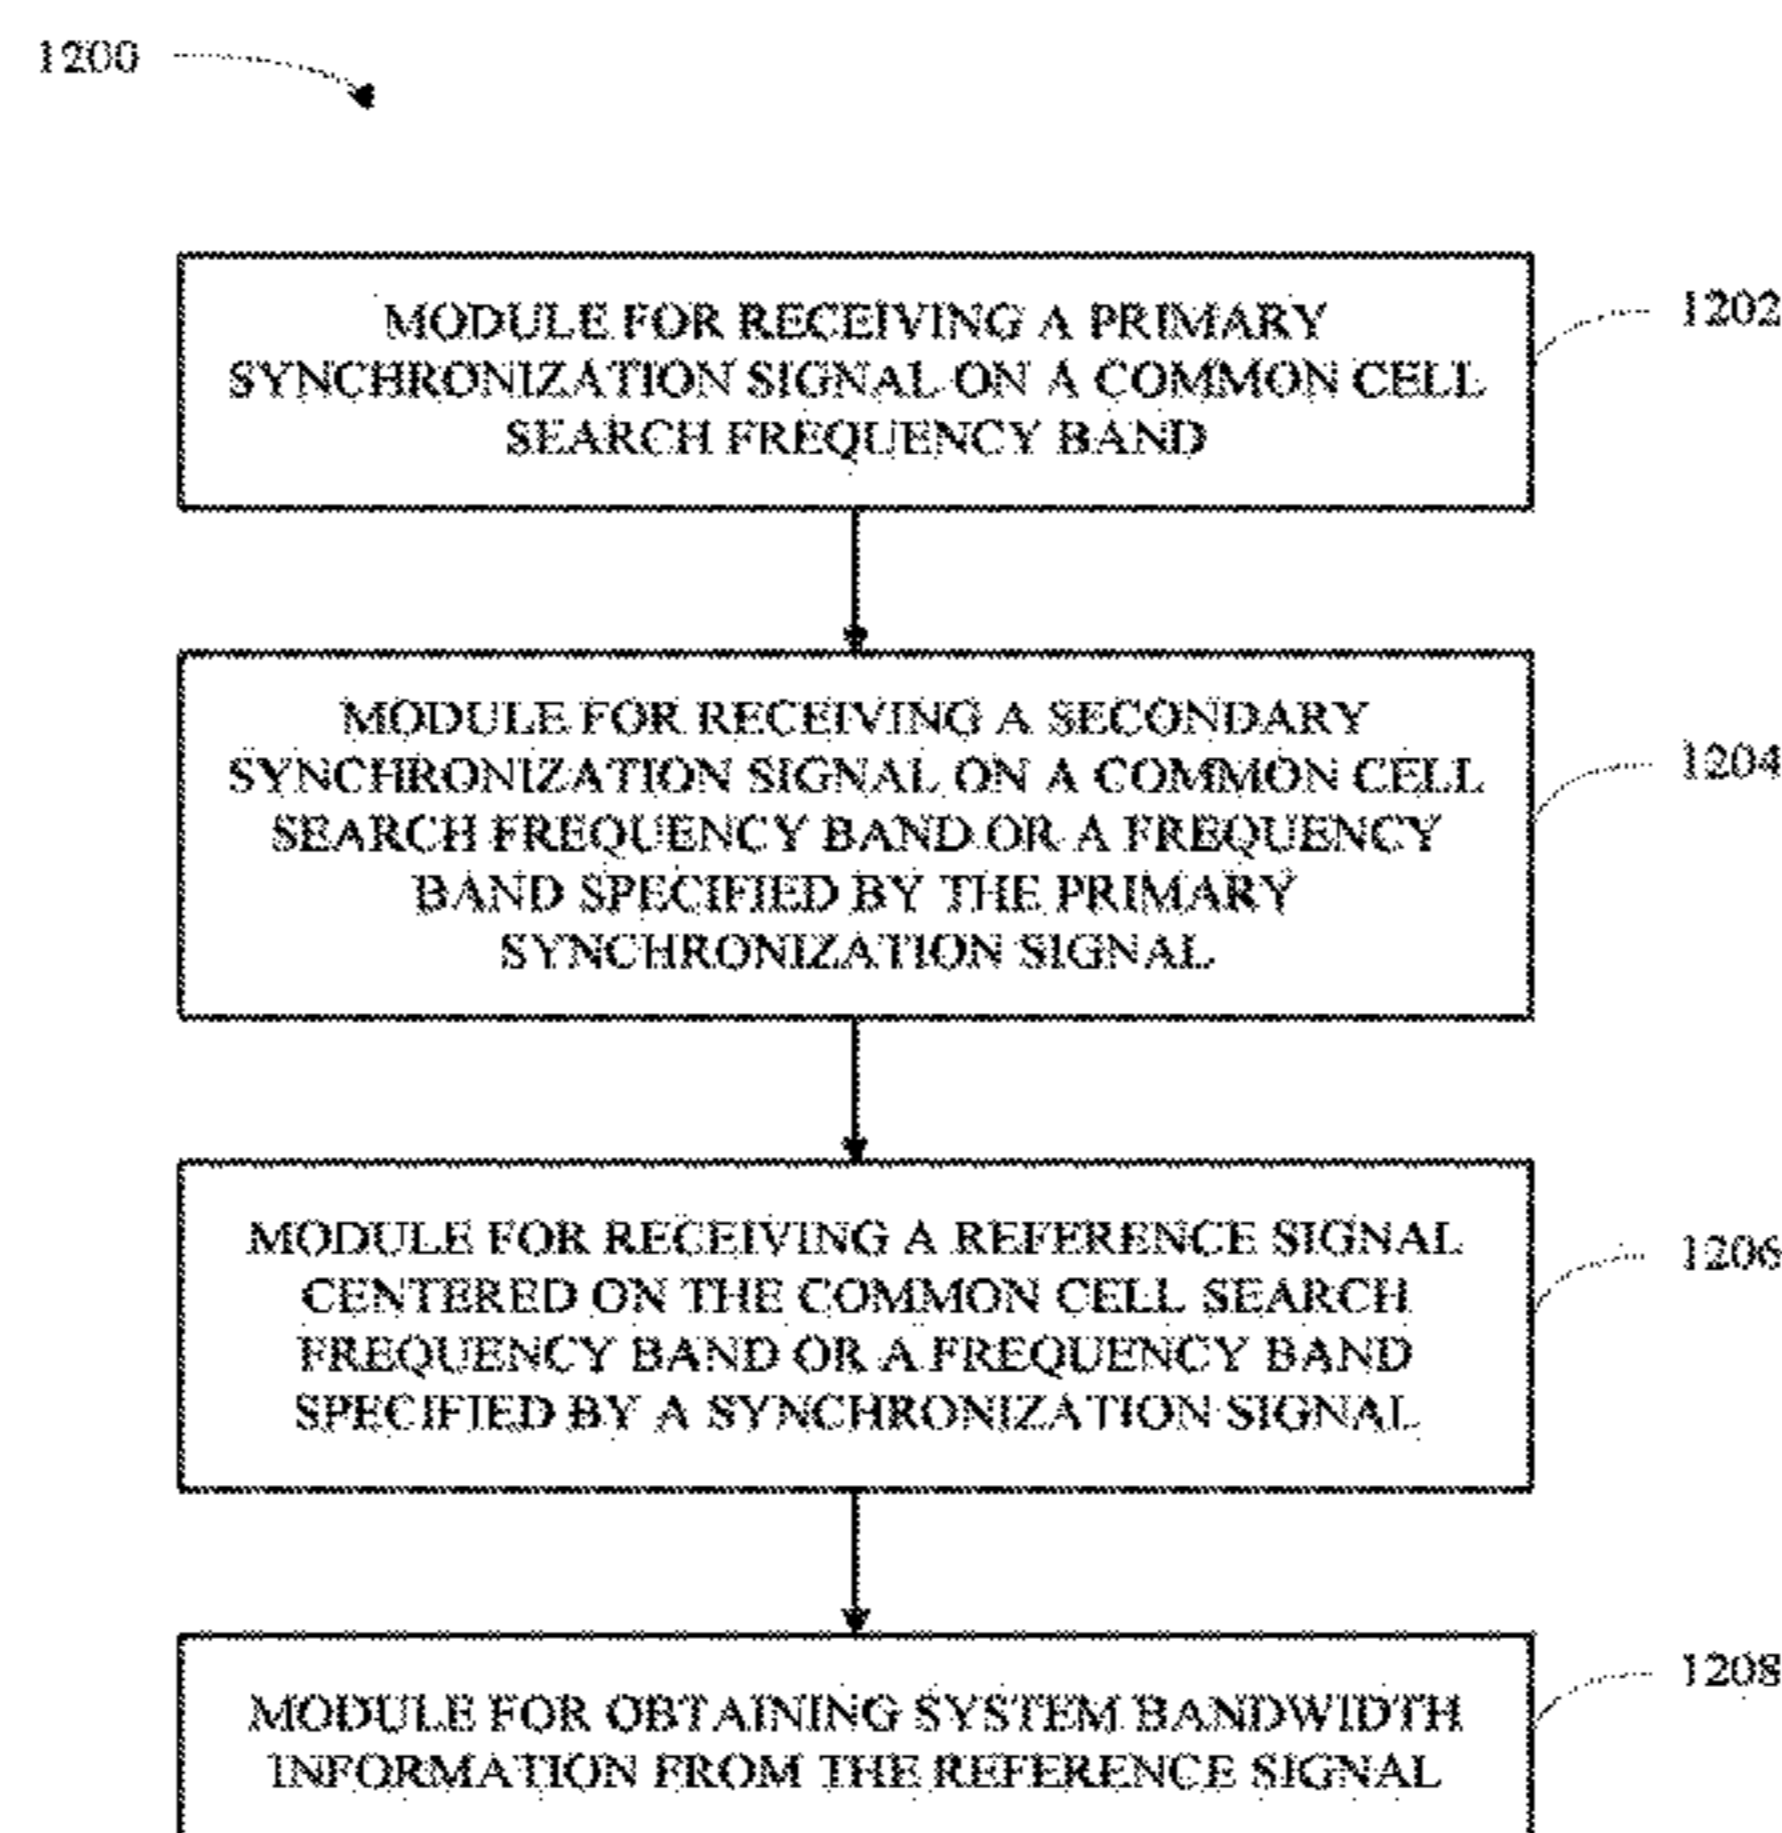 1200
MODULE FOR RECEIVING A PRIMARY
SYNCHRONIZATION SIGNAL ON A COMMON CELL
SEARCH FREQUENCY BAND
1202
MODULE FOR RECEIVING A SECONDARY
SYNCHRONIZATION SIGNAL ON A COMMON CELL
SEARCH FREQUENCY BAND OR A FREQUENCY
BAND SPECIFIED BY THE PRIMARY
SYNCHRONIZATION SIGNAL
1204
MODULE FOR RECEIVING A REFERENCE SIGNAL
CENTERED ON THE COMMON CELL SEARCH
FREQUENCY BAND OR A FREQUENCY BAND
SPECIFIED BY A SYNCHRONIZATION SIGNAL
1206
MODULE FOR OBTAINING SYSTEM BANDWIDTH
INFORMATION FROM THE REFERENCE SIGNAL
1208